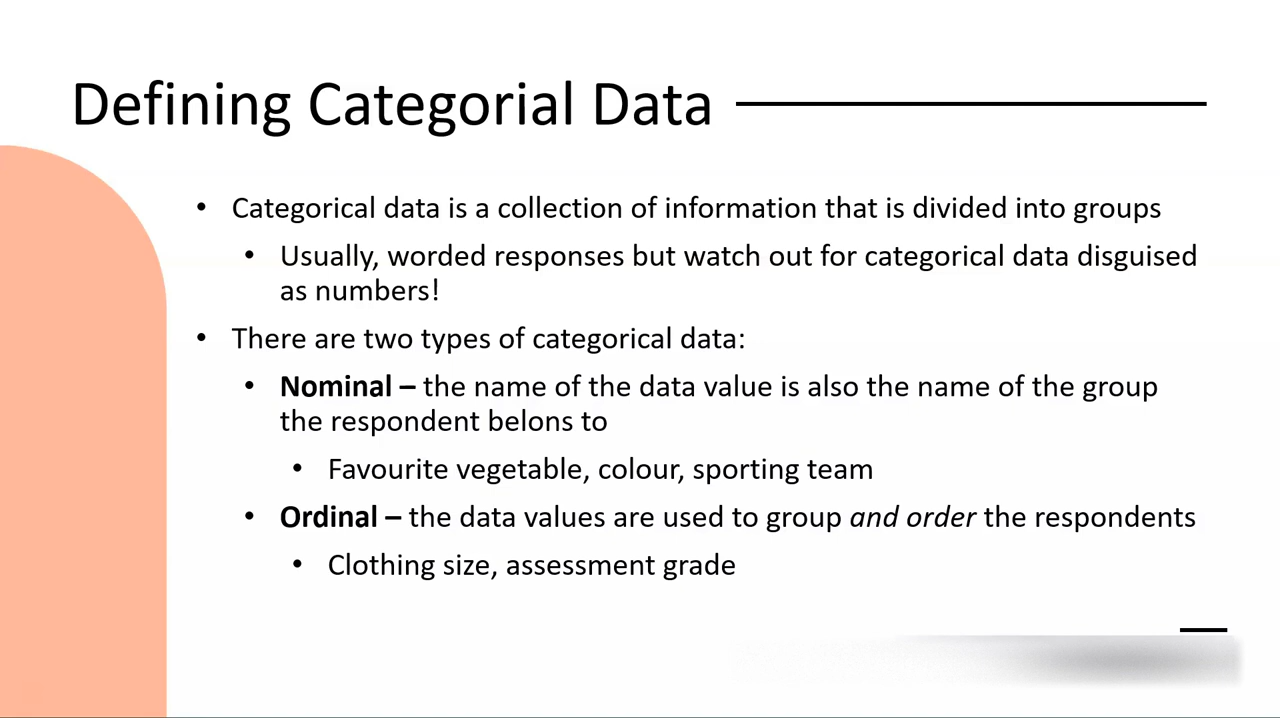 Defining Categorial Data
• Categorical data is a collection of information that is divided into groups
• Usually, worded responses but watch out for categorical data disguised
as numbers!
• There are two types of categorical data:
• Nominal – the name of the data value is also the name of the group
the respondent belons to
• Favourite vegetable, colour, sporting team
• Ordinal – the data values are used to group and order the respondents
• Clothing size, assessment grade